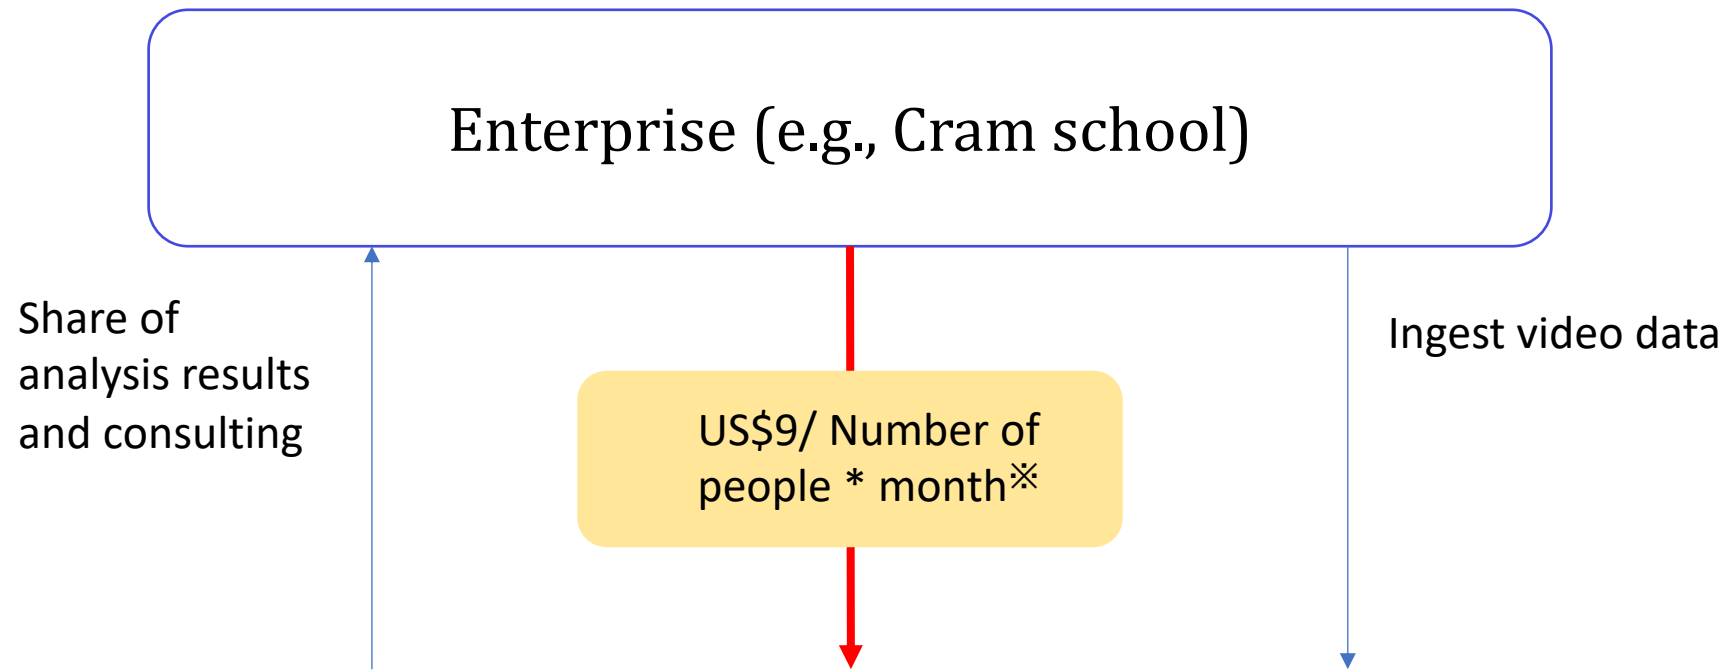 Enterprise (e.g., Cram school)
Share of
analysis results
and consulting
US$9/ Number of
people * month※
Ingest video data